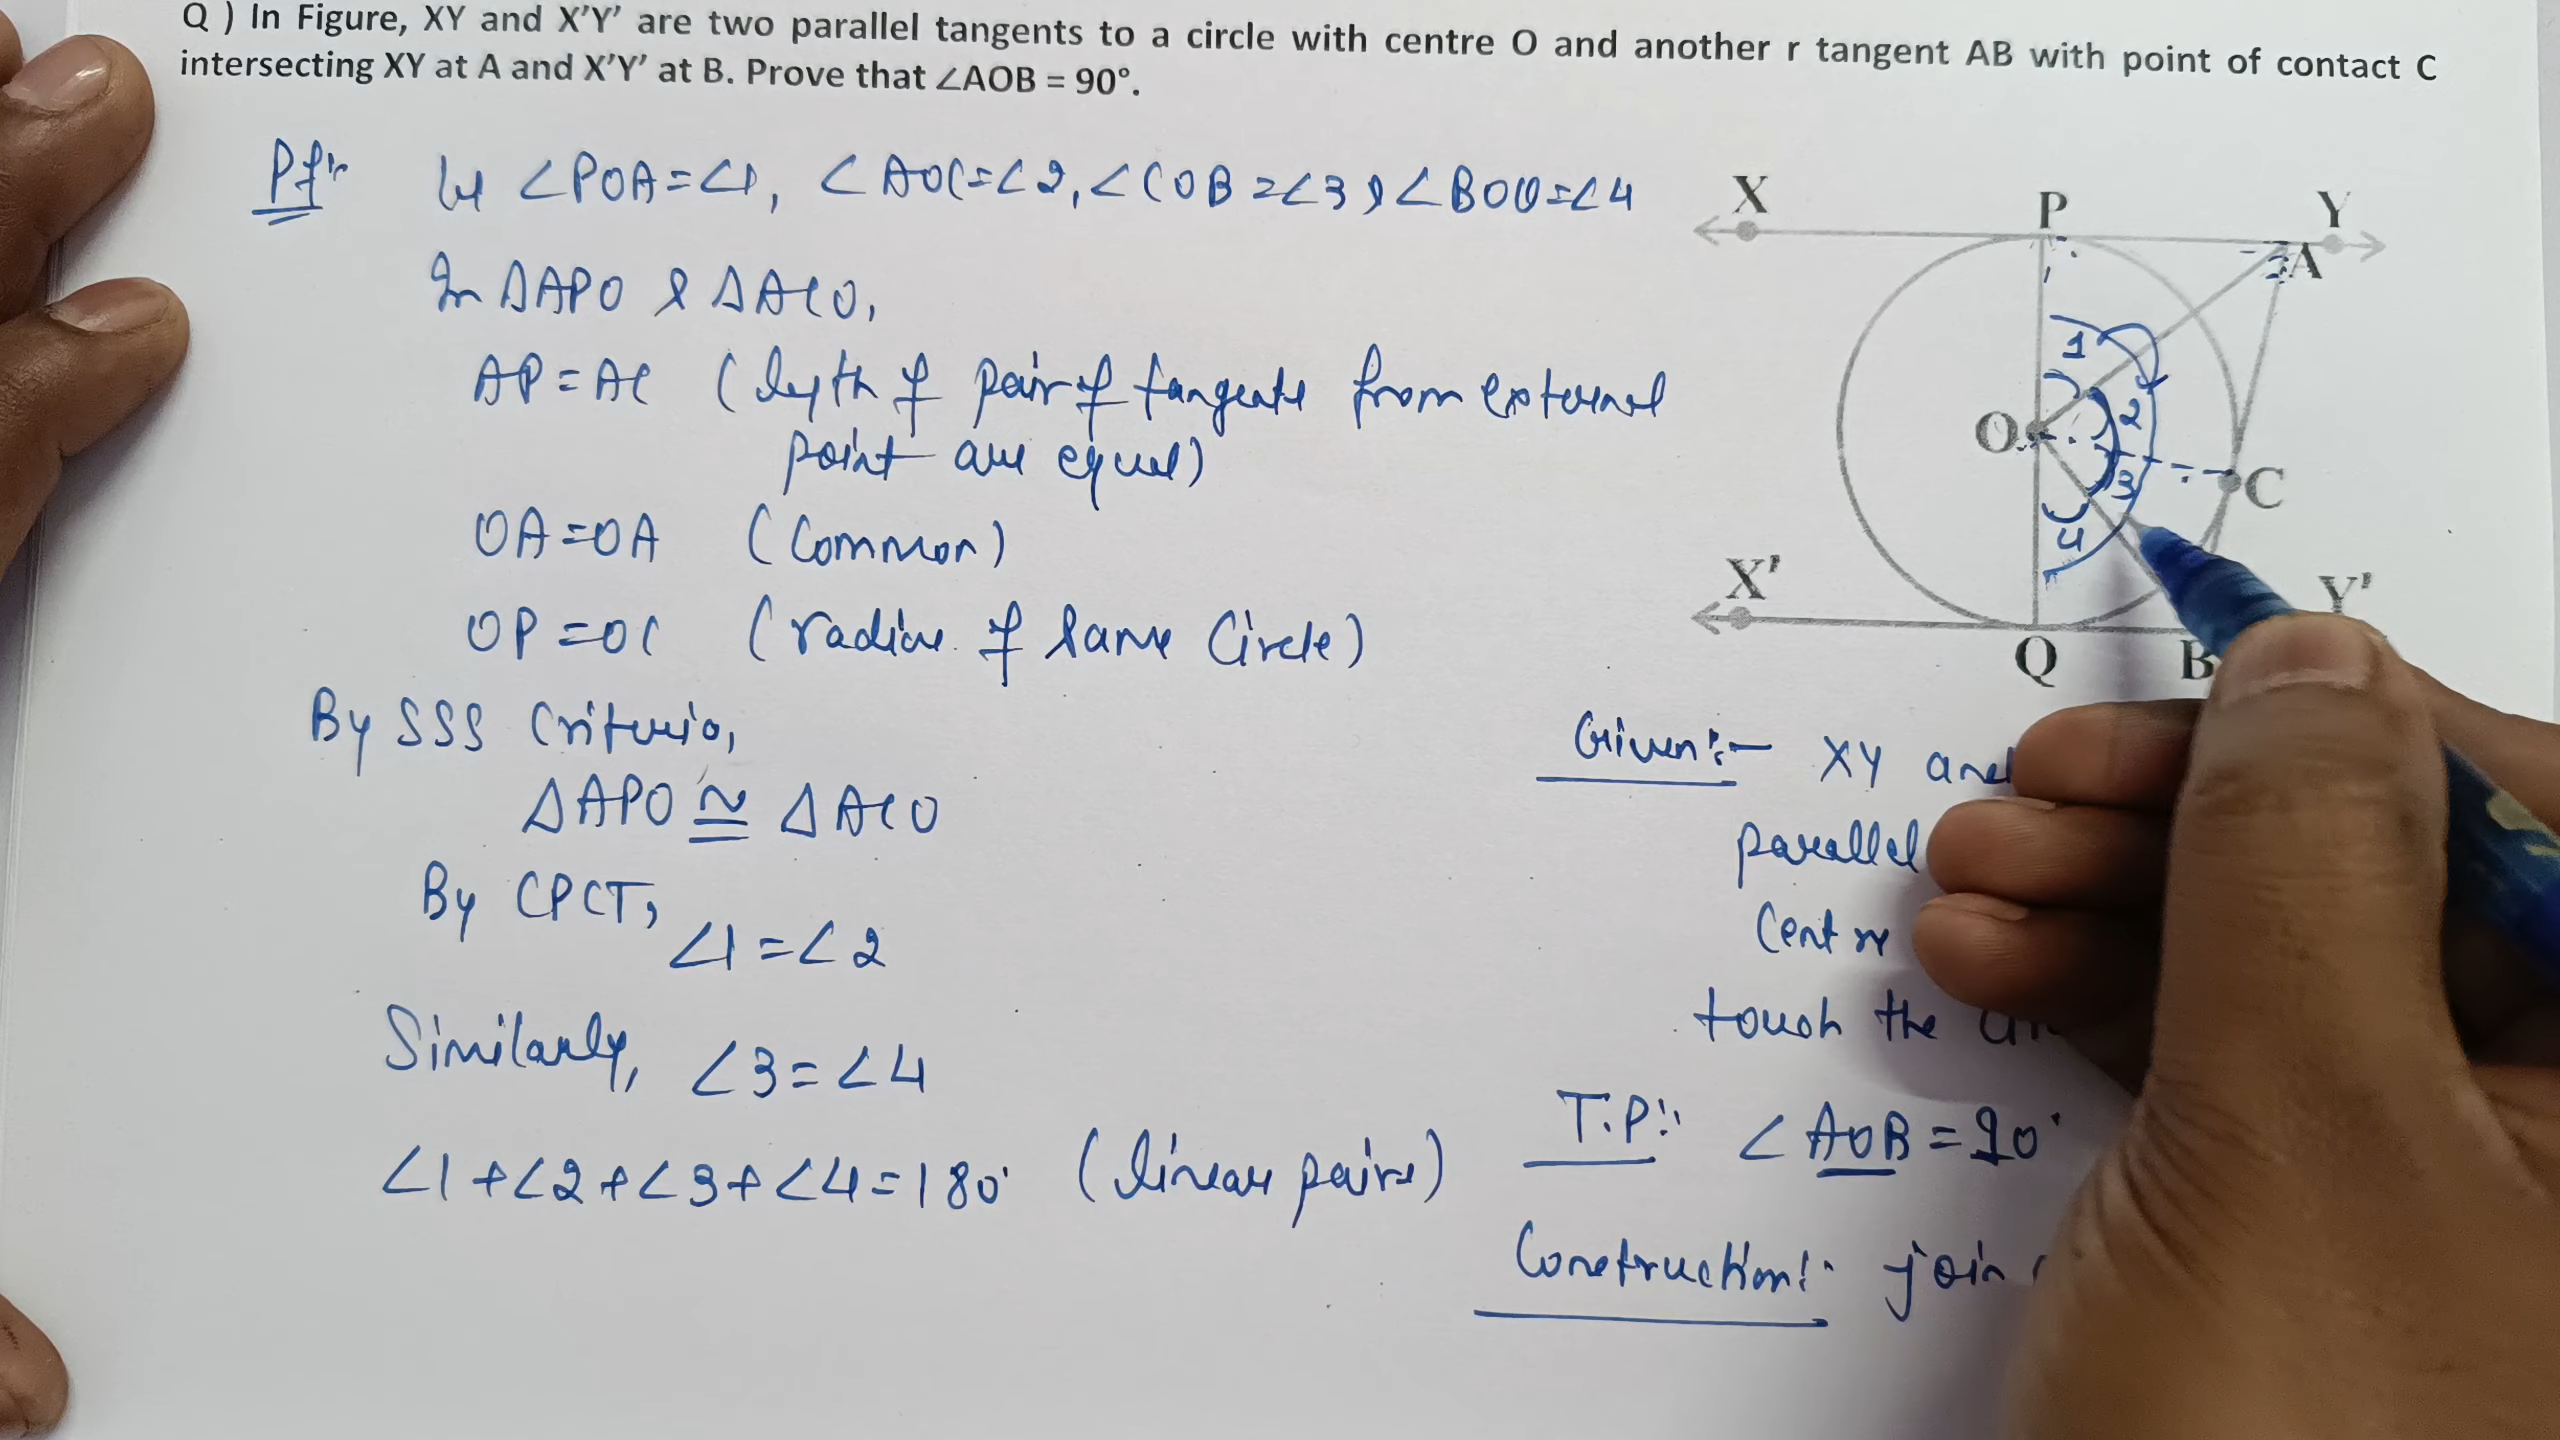 Q ) In Figure, XY and X'Y' are two parallel tangents to a circle with centre O and another r tangent AB with point of contact C
intersecting XY at A and X'Y' at B. Prove that ∠AOB = 90°.
Pf:- let ∠POA=∠1, ∠AOC=∠2, ∠COB=∠3 & ∠BOQ=∠4
In ΔAPO & ΔACO,
AP=AC (length of pair of tangents from external
point are equal)
OA=OA (Common)
OP=OC (radius of same Circle)
By SSS Criteria,
ΔAPO ≅ ΔACO
By CPCT,
∠1=∠2
Similarly, ∠3=∠4
∠1+∠2+∠3+∠4=180° (linear pairs)
X P Y
A
1
2
O
3
C
4
X' Y'
Q B
Given:- XY and
parallel
Centre
touch the
T.P:- ∠AOB=90°
Construction:- join